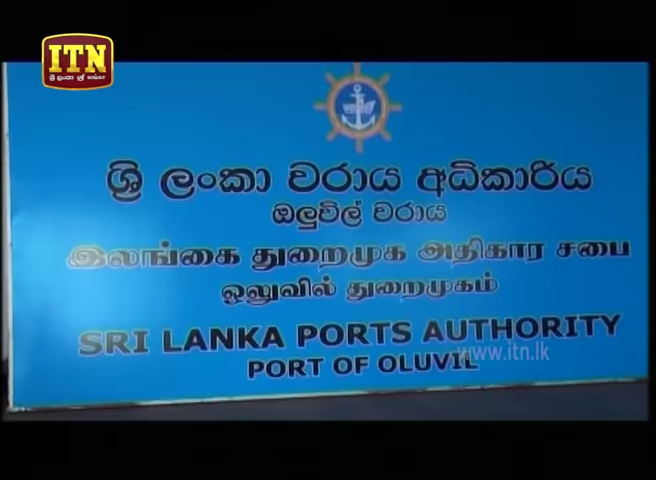 ITN
ශ්‍රී ලංකා වරාය අධිකාරිය
ඔලුවිල් වරාය
இலங்கை துறைமுக அதிகார சபை
ஒலுவில் துறைமுகம்
SRI LANKA PORTS AUTHORITY
www.itn.lk
PORT OF OLUVIL